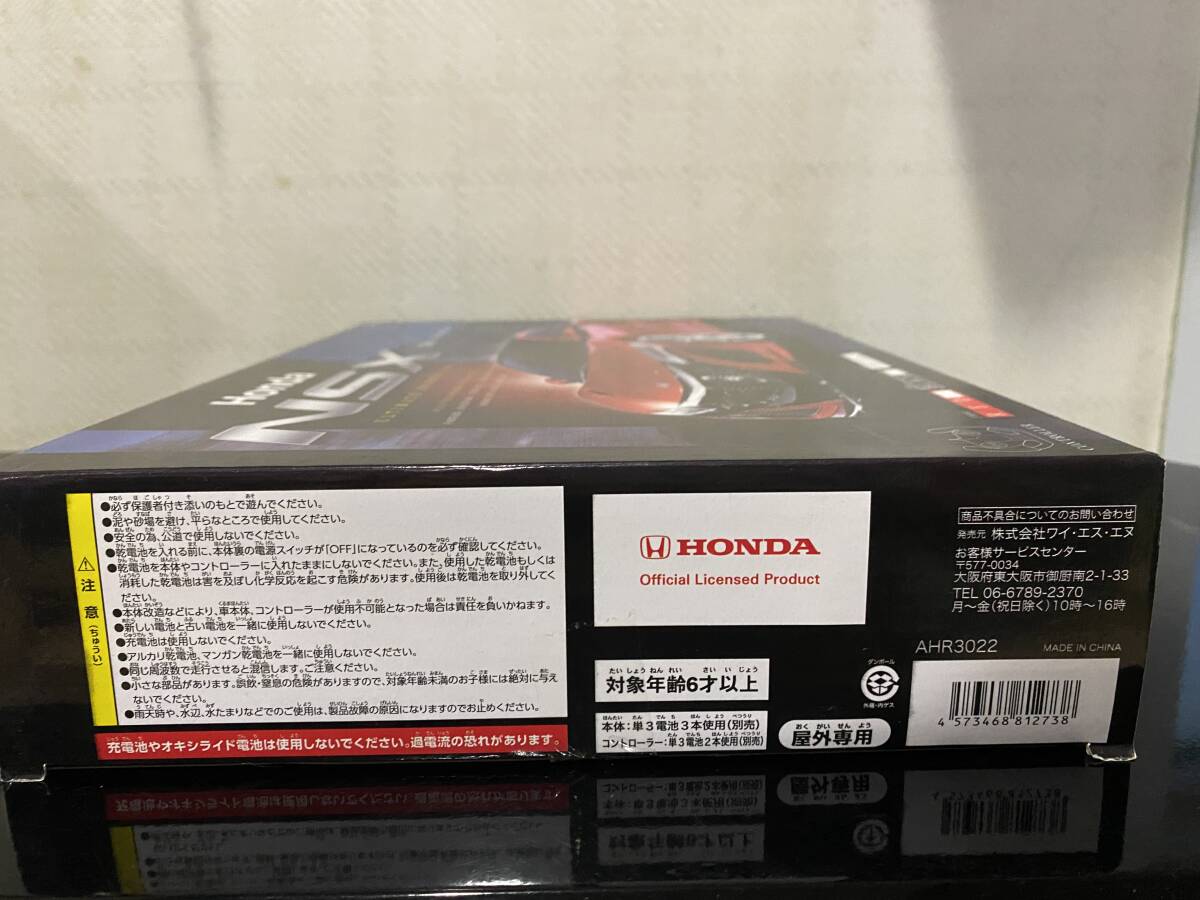 Honda
NSX
⚠注意(ちゅうい)
●必ず保護者付き添いのもとで遊んでください。
●泥や砂場を避け、平らなところで使用してください。
●安全の為、公道で使用しないでください。
●乾電池を入れる前に、本体裏の電源スイッチが「OFF」になっているのを必ず確認してください。
●乾電池を本体やコントローラーに入れたままにしないでください。また、使用した乾電池もしくは
消耗した乾電池は害を及ぼし化学反応を起こす危険があります。使用後は乾電池を取り外してく
ださい。
●本体改造などにより、車本体、コントローラーが使用不可能となった場合は責任を負いかねます。
●新しい電池と古い電池を一緒に使用しないでください。
●充電池は使用しないでください。
●アルカリ乾電池、マンガン乾電池を一緒に使用しないでください。
●同じ周波数で走行させると混信します。ご注意ください。
●小さな部品があります。誤飲・窒息の危険がありますので、対象年齢未満のお子様には絶対に与え
ないでください。
●雨天時や、水辺、水たまりなどでのご使用は、製品故障の原因になりますのでお止めください。
充電池やオキシライド電池は使用しないでください。過電流の恐れがあります。
HONDA
Official Licensed Product
対象年齢6才以上
本体:単3電池3本使用(別売)
コントローラー:単3電池2本使用(別売)
ダンボール
外箱・内ゲス
屋外専用
商品不具合についてのお問い合わせ
発売元 株式会社ワイ・エス・エヌ
お客様サービスセンター
〒577-0034
大阪府東大阪市御厨南2-1-33
TEL 06-6789-2370
月〜金(祝日除く)10時〜16時
AHR3022
MADE IN CHINA
4 573468 812738